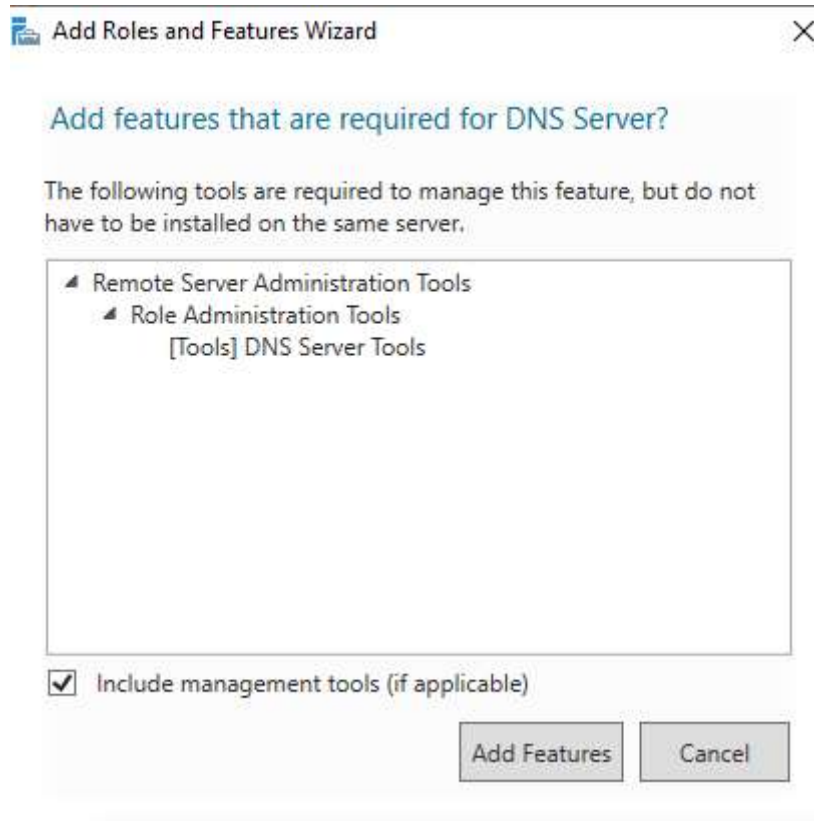 Add Roles and Features Wizard
Add features that are required for DNS Server?
The following tools are required to manage this feature, but do not
have to be installed on the same server.
Remote Server Administration Tools
Role Administration Tools
[Tools] DNS Server Tools
Include management tools (if applicable)
Add Features
Cancel